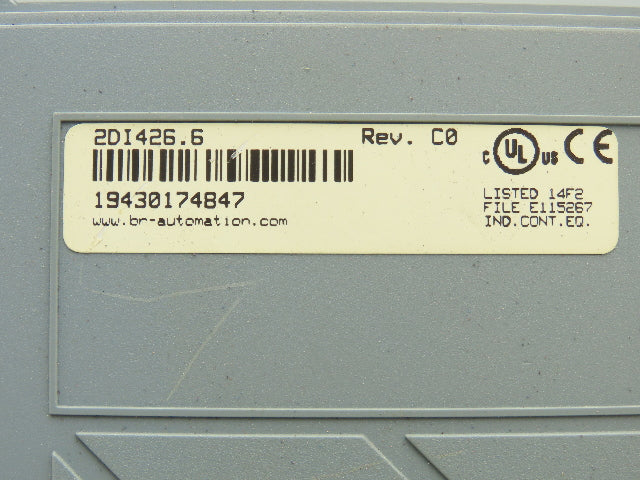 2DI426.6 Rev. C0
19430174847
www.br-automation.com
c UL us CE
LISTED 14F2
FILE E115267
IND.CONT.EQ.